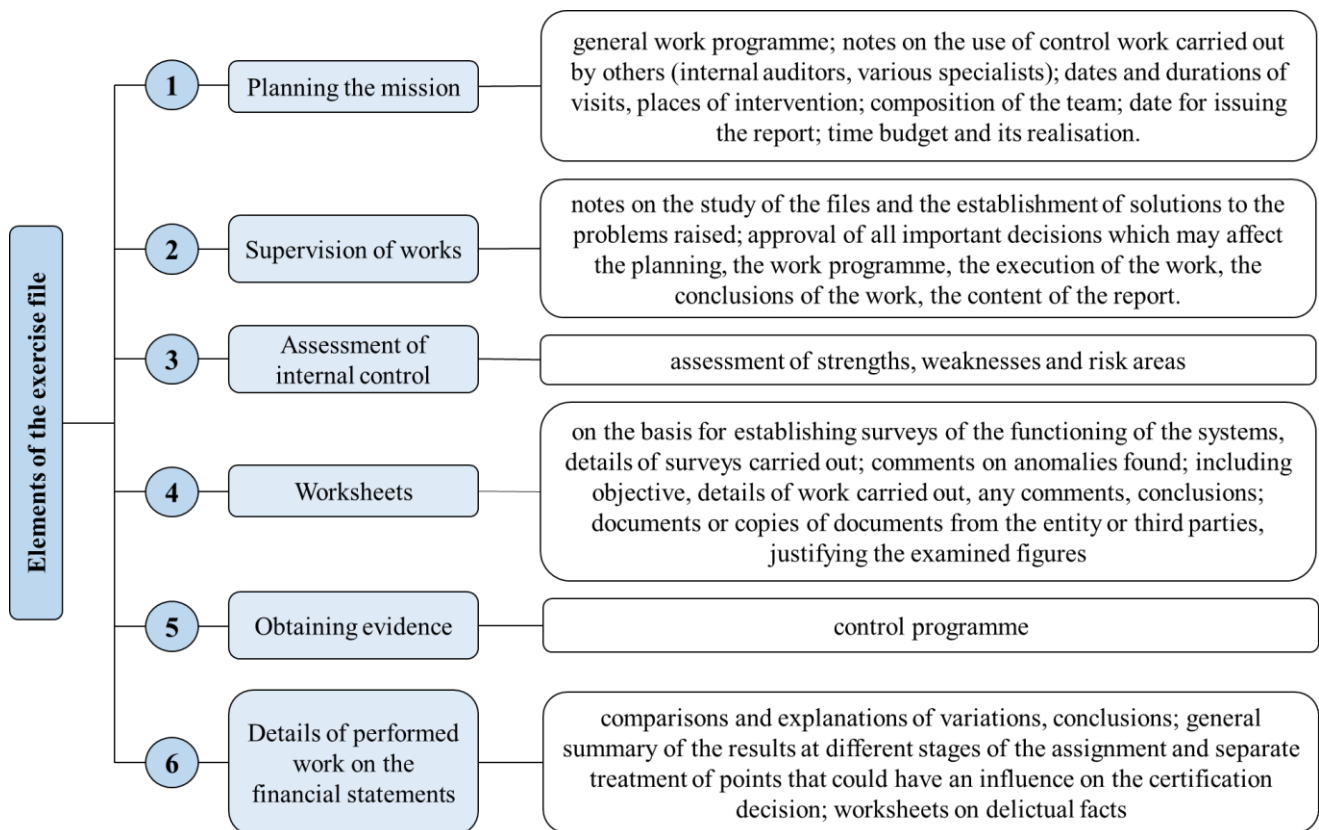 Elements of the exercise file
1
Planning the mission
general work programme; notes on the use of control work carried out
by others (internal auditors, various specialists); dates and durations of
visits, places of intervention; composition of the team; date for issuing
the report; time budget and its realisation.
2
Supervision of works
notes on the study of the files and the establishment of solutions to the
problems raised; approval of all important decisions which may affect
the planning, the work programme, the execution of the work, the
conclusions of the work, the content of the report.
3
Assessment of
internal control
assessment of strengths, weaknesses and risk areas
4
Worksheets
on the basis for establishing surveys of the functioning of the systems,
details of surveys carried out; comments on anomalies found; including
objective, details of work carried out, any comments, conclusions;
documents or copies of documents from the entity or third parties,
justifying the examined figures
5
Obtaining evidence
control programme
6
Details of performed
work on the
financial statements
comparisons and explanations of variations, conclusions; general
summary of the results at different stages of the assignment and separate
treatment of points that could have an influence on the certification
decision; worksheets on delictual facts